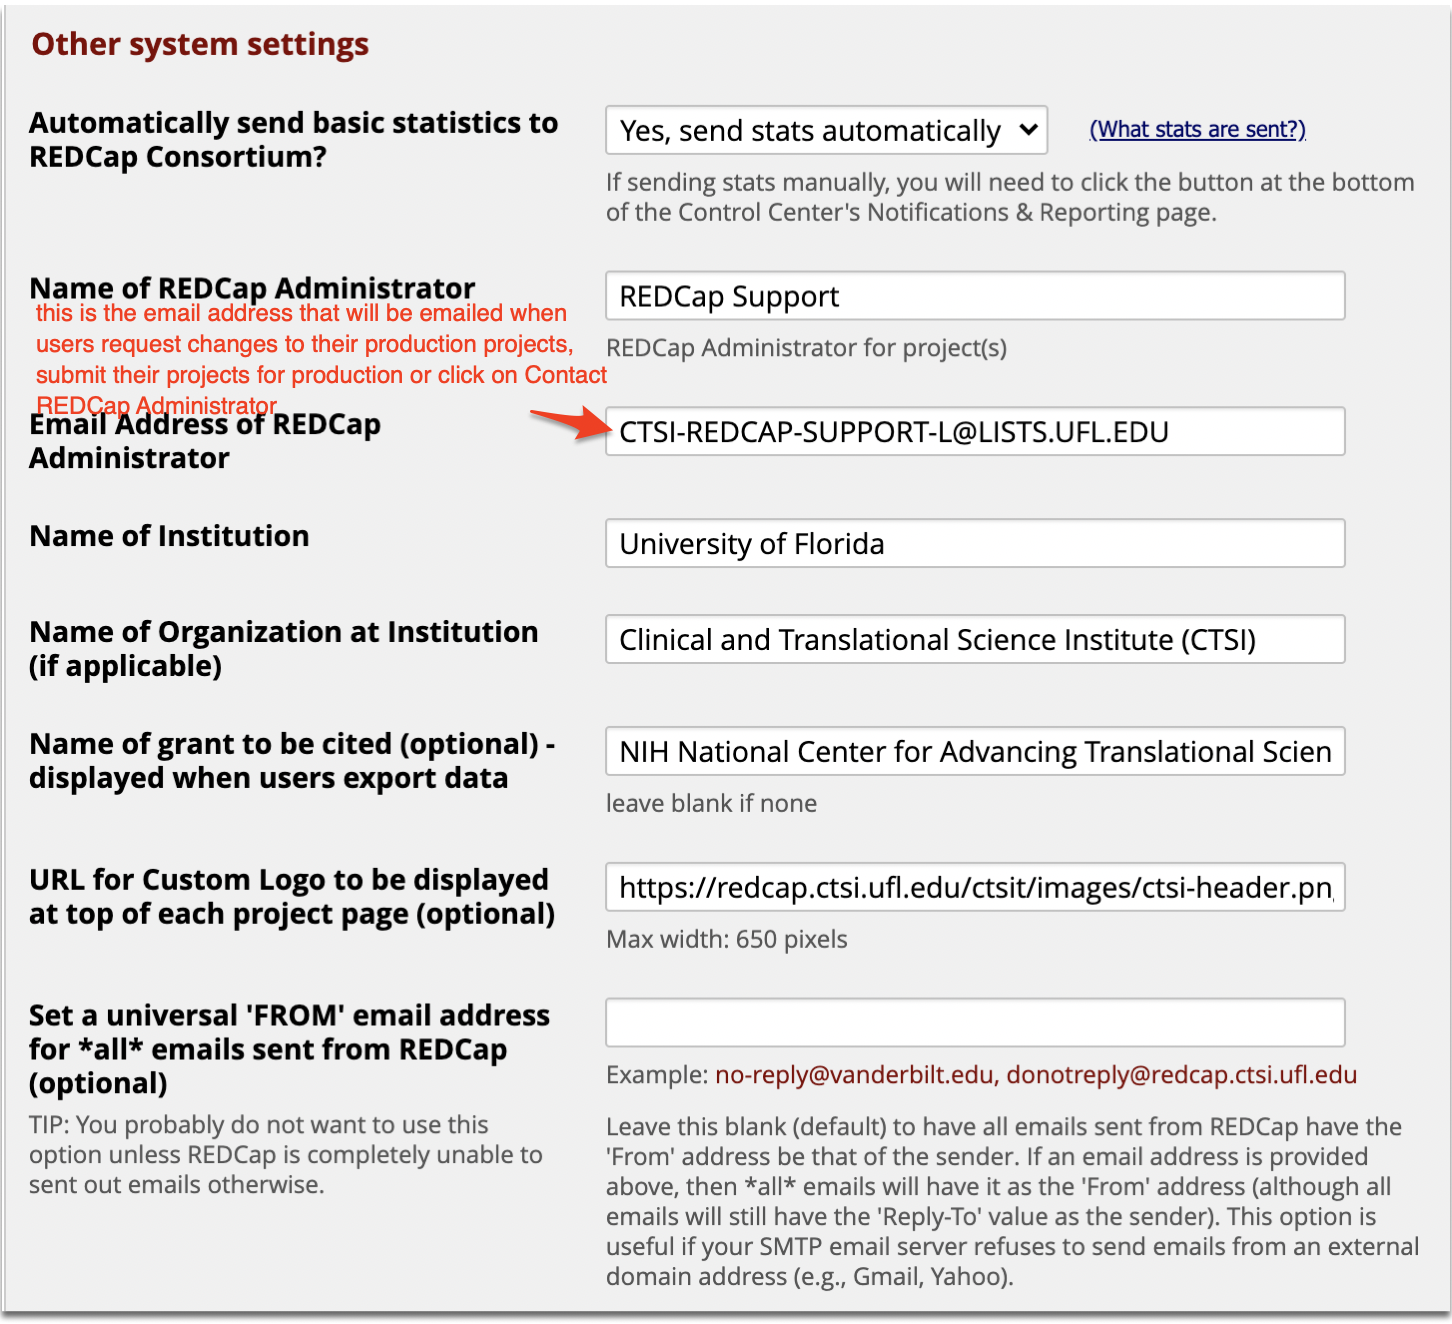 Other system settings
Automatically send basic statistics to
REDCap Consortium?
Yes, send stats automatically
(What stats are sent?)
If sending stats manually, you will need to click the button at the bottom
of the Control Center's Notifications & Reporting page.
Name of REDCap Administrator
REDCap Support
REDCap Administrator for project(s)
this is the email address that will be emailed when
users request changes to their production projects,
submit their projects for production or click on Contact
REDCap Administrator
Email Address of REDCap
Administrator
CTSI-REDCAP-SUPPORT-L@LISTS.UFL.EDU
Name of Institution
University of Florida
Name of Organization at Institution
(if applicable)
Clinical and Translational Science Institute (CTSI)
Name of grant to be cited (optional) -
displayed when users export data
NIH National Center for Advancing Translational Scien
leave blank if none
URL for Custom Logo to be displayed
at top of each project page (optional)
https://redcap.ctsi.ufl.edu/ctsit/images/ctsi-header.pn
Max width: 650 pixels
Set a universal 'FROM' email address
for *all* emails sent from REDCap
(optional)
TIP: You probably do not want to use this
option unless REDCap is completely unable to
sent out emails otherwise.
Example: no-reply@vanderbilt.edu, donotreply@redcap.ctsi.ufl.edu
Leave this blank (default) to have all emails sent from REDCap have the
'From' address be that of the sender. If an email address is provided
above, then *all* emails will have it as the 'From' address (although all
emails will still have the 'Reply-To' value as the sender). This option is
useful if your SMTP email server refuses to send emails from an external
domain address (e.g., Gmail, Yahoo).